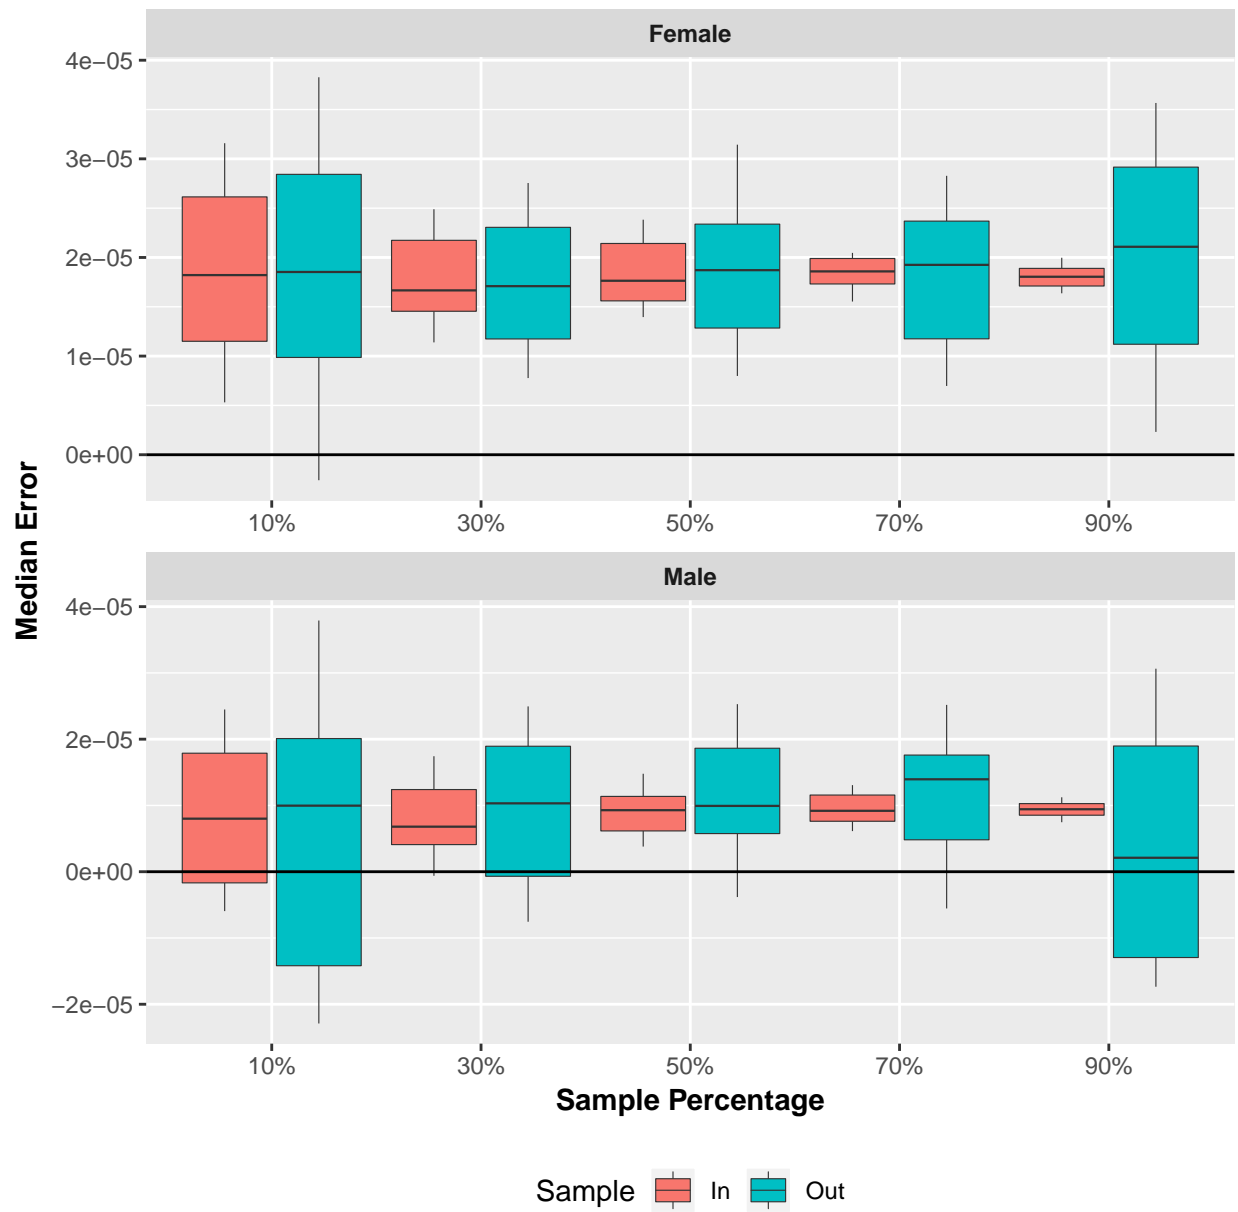 Female
4e−05
3e−05
2e−05
1e−05
0e+00
10% 30% 50% 70% 90%
Median Error
Male
4e−05
2e−05
0e+00
−2e−05
10% 30% 50% 70% 90%
Sample Percentage
Sample In Out